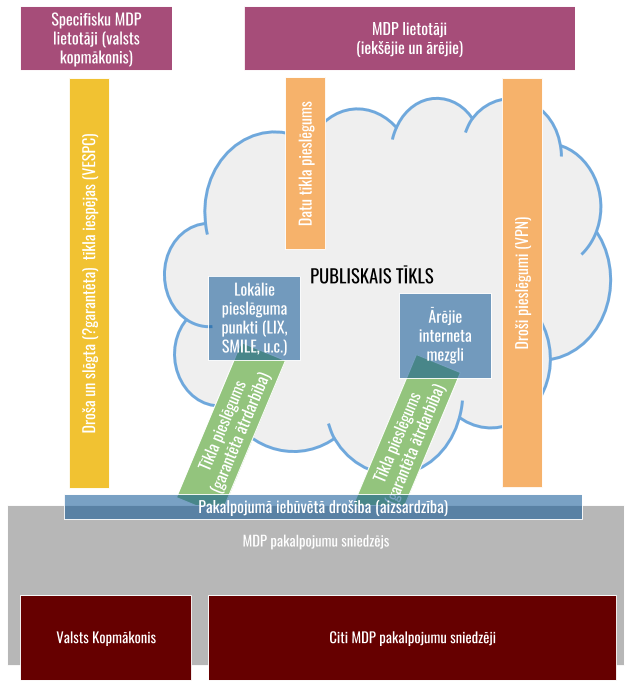 Specifisku MDP
lietotāji (valsts
kopmākonis)
MDP lietotāji
(iekšējie un ārējie)
Droša un slēgta (?garantēta) tīkla iespējas (VESPC)
Datu tīkla pieslēgums
Droši pieslēgumi (VPN)
PUBLISKAIS TĪKLS
Lokālie
pieslēguma
punkti (LIX,
SMILE, u.c.)
Ārējie
interneta
mezgli
Tīkla pieslēgums
(garantēta ātrdarbība)
Tīkla pieslēgums
(garantēta ātrdarbība)
Pakalpojumā iebūvētā drošība (aizsardzība)
MDP pakalpojumu sniedzējs
Valsts Kopmākonis
Citi MDP pakalpojumu sniedzēji